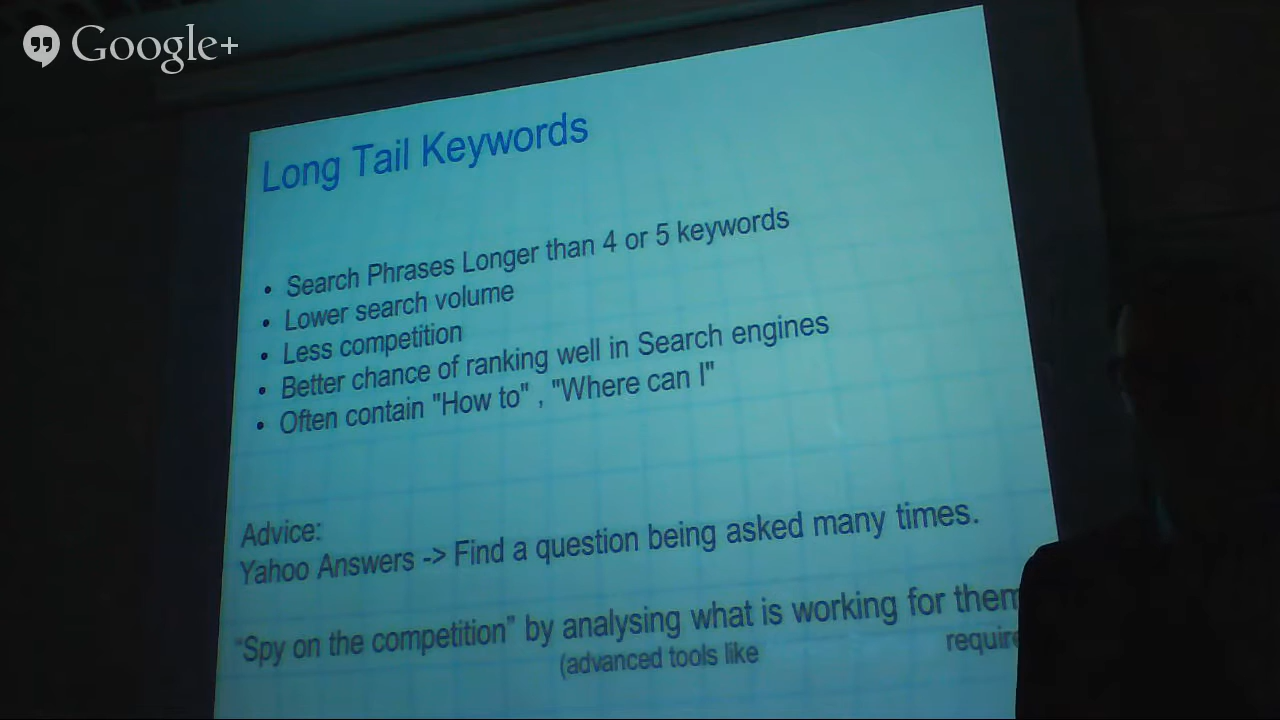 Google+
Long Tail Keywords
• Search Phrases Longer than 4 or 5 keywords
• Lower search volume
• Less competition
• Better chance of ranking well in Search engines
• Often contain "How to" , "Where can I"
Advice:
Yahoo Answers -> Find a question being asked many times.
“Spy on the competition” by analysing what is working for them
(advanced tools like require